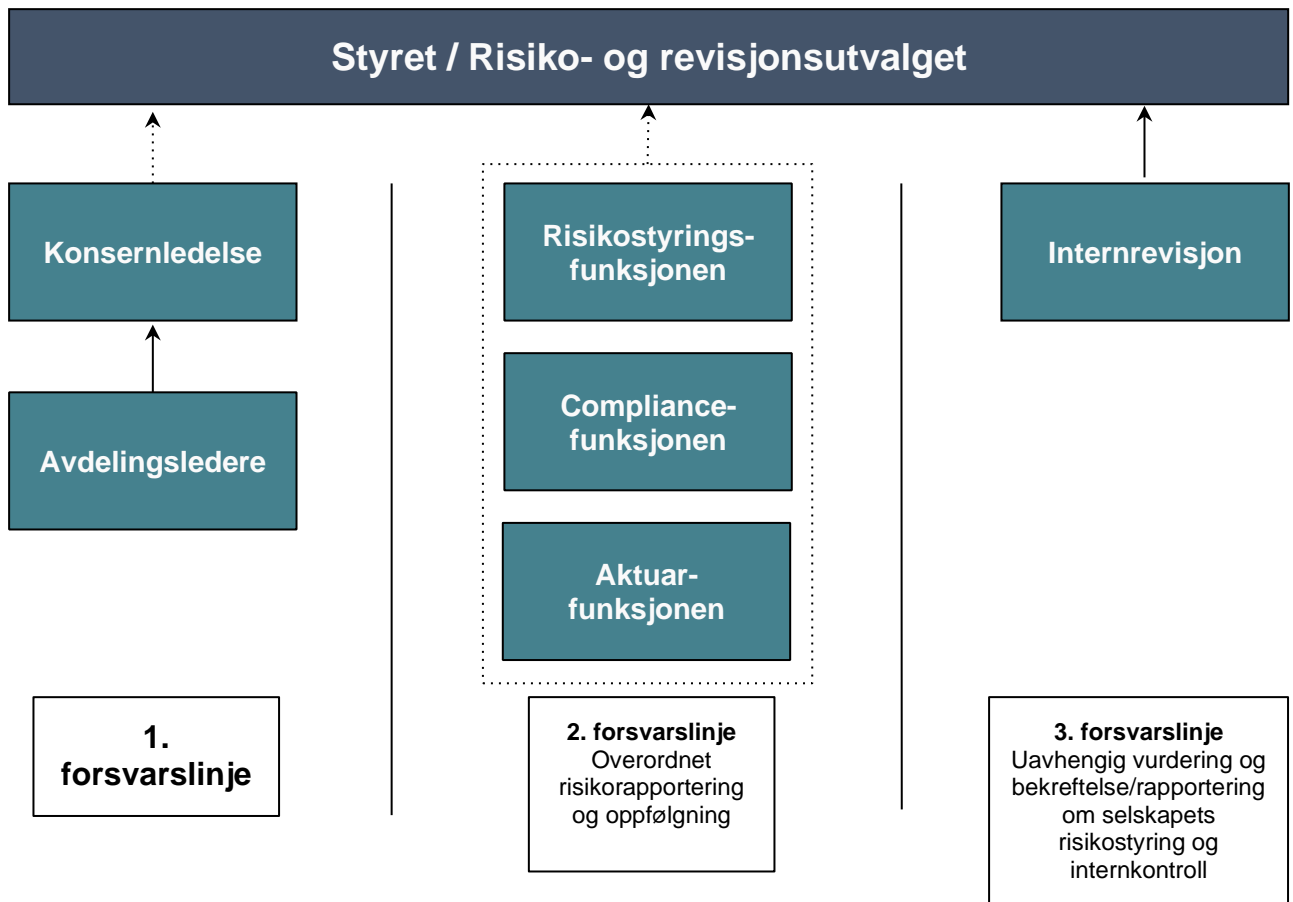 Styret / Risiko- og revisjonsutvalget
Konsernledelse
Avdelingsledere
1.
forsvarslinje
Risikostyrings-
funksjonen
Compliance-
funksjonen
Aktuar-
funksjonen
2. forsvarslinje
Overordnet
risikorapportering
og oppfølgning
Internrevisjon
3. forsvarslinje
Uavhengig vurdering og
bekreftelse/rapportering
om selskapets
risikostyring og
internkontroll